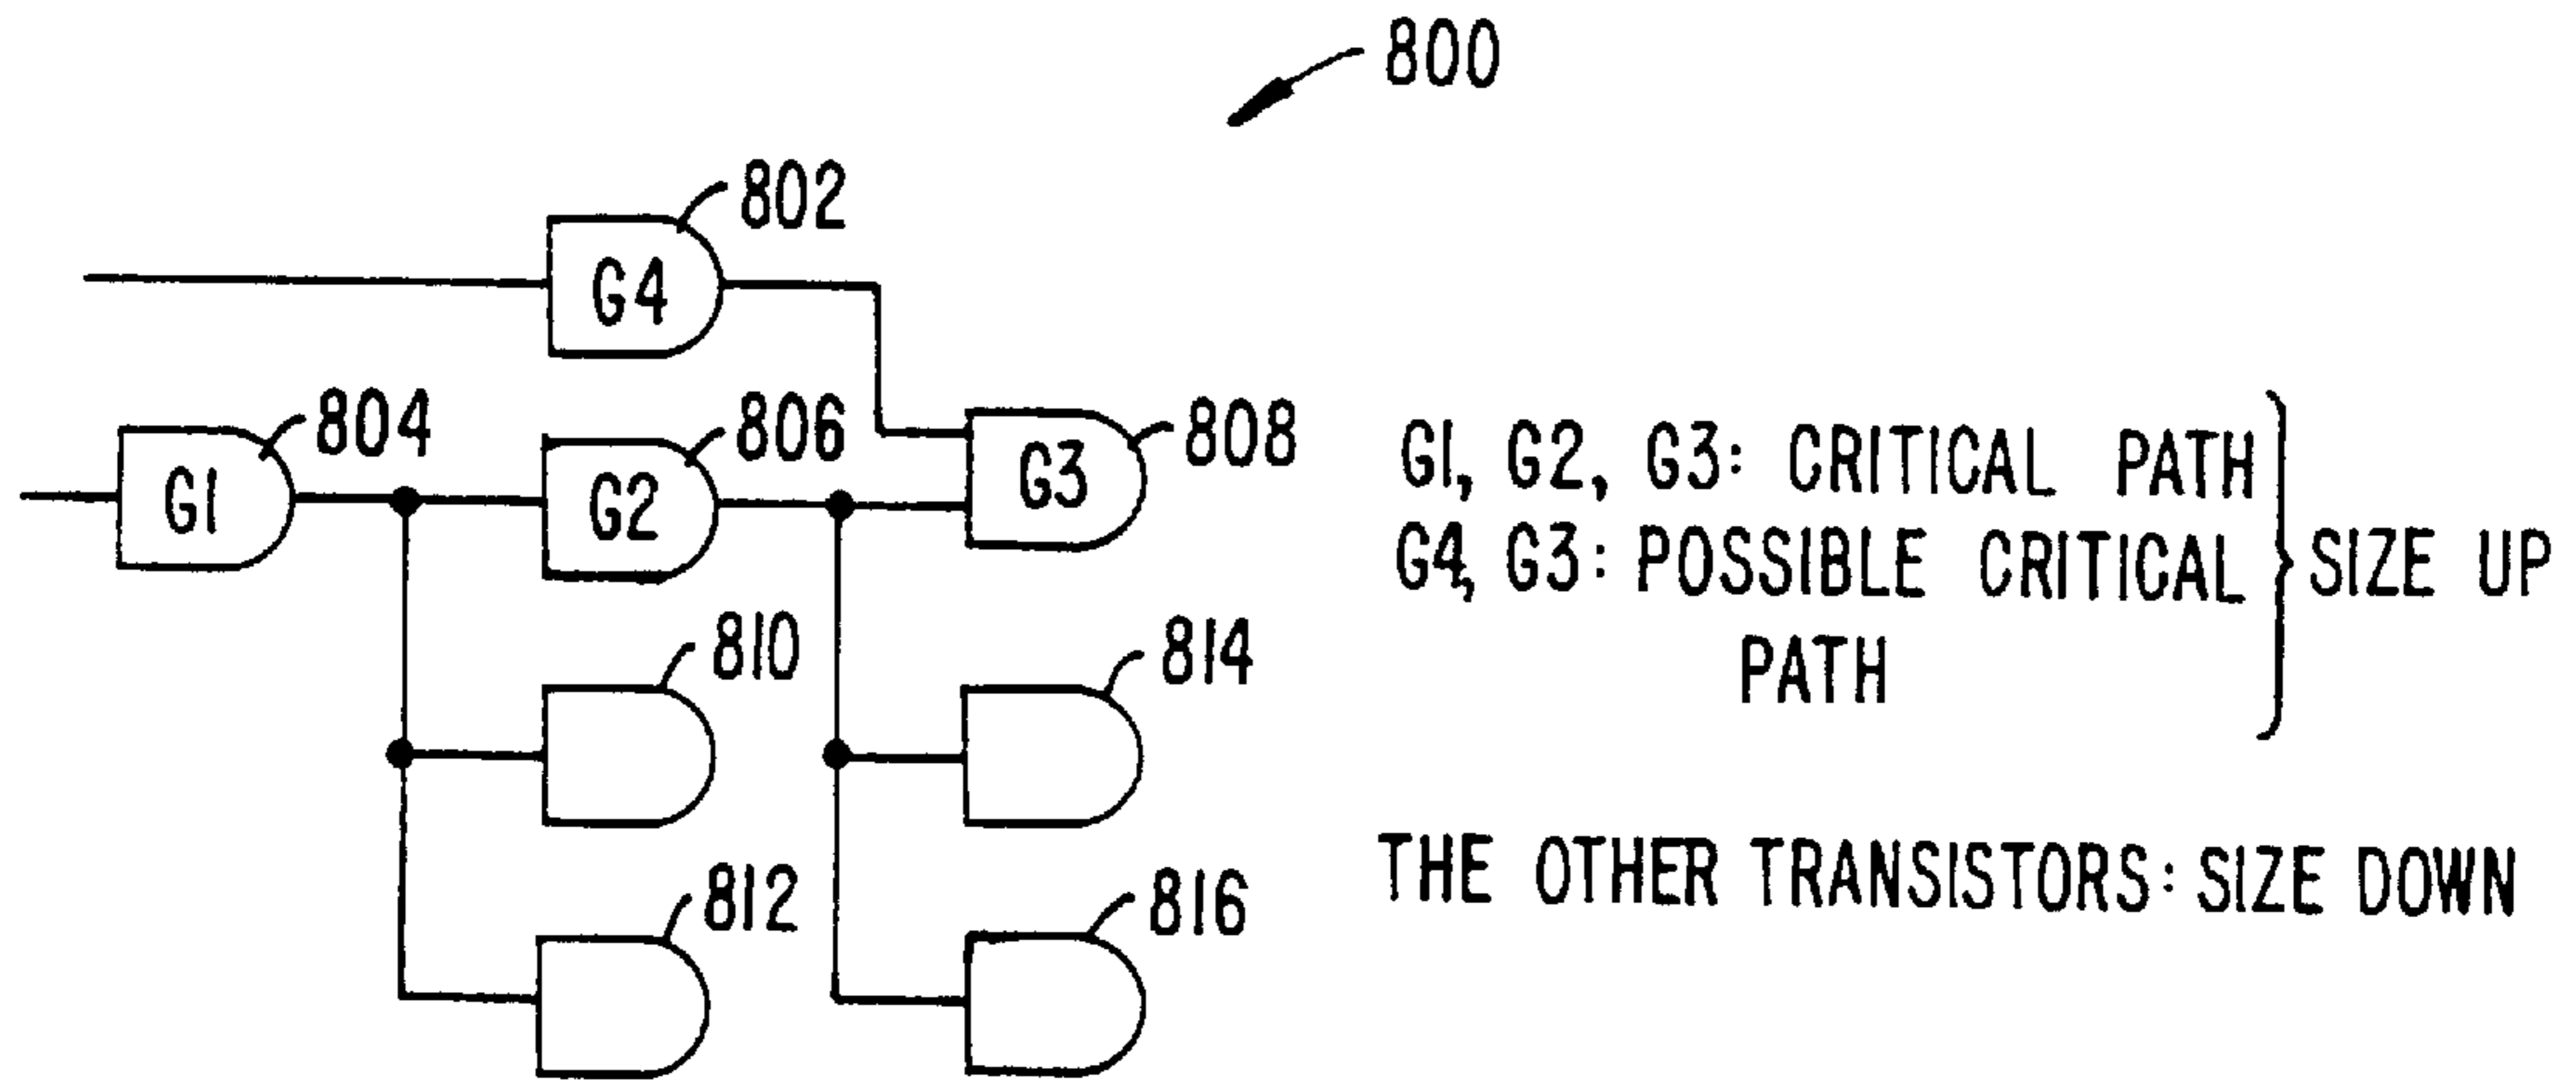 800
802
G4
804
G1
806
G2
808
G3
G1, G2, G3: CRITICAL PATH
G4, G3: POSSIBLE CRITICAL
PATH
SIZE UP
810
814
812
816
THE OTHER TRANSISTORS: SIZE DOWN